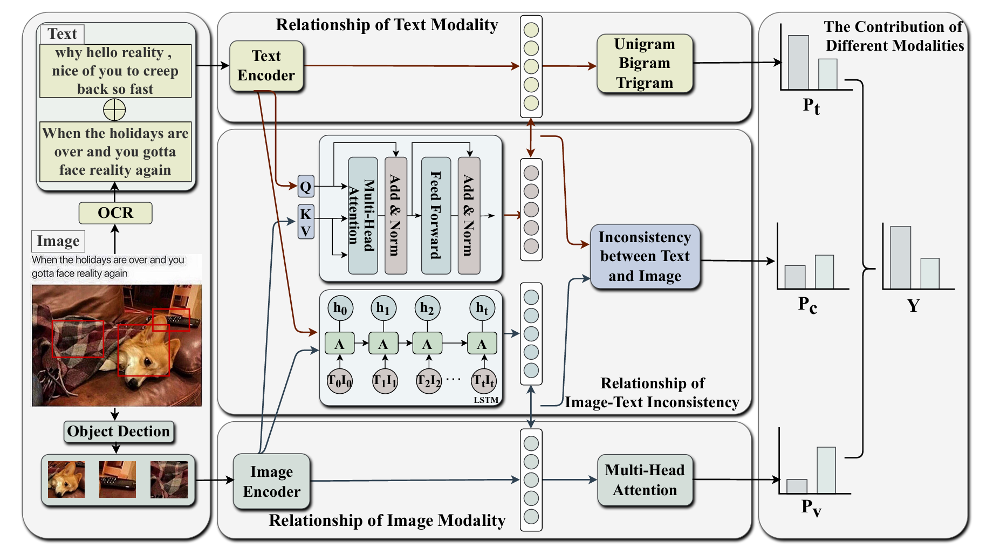 Text
why hello reality ,
nice of you to creep
back so fast
When the holidays are
over and you gotta
face reality again
OCR
Image
When the holidays are over and you
gotta face reality again
Object Dection
Relationship of Text Modality
Text
Encoder
Unigram
Bigram
Trigram
Q
K
V
Multi-Head
Attention
Add & Norm
Feed Forward
Add & Norm
h0
h1
h2
ht
A
A
A
A
T0I0
T1I1
T2I2
...
TtIt
LSTM
Inconsistency
between Text
and Image
Relationship of
Image-Text Inconsistency
Image
Encoder
Multi-Head
Attention
Relationship of Image Modality
The Contribution of
Different Modalities
Pt
Pc
Y
Pv